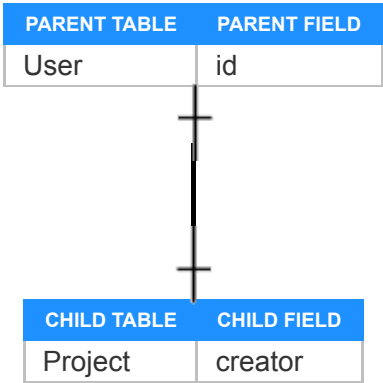 PARENT TABLE PARENT FIELD
User id
CHILD TABLE CHILD FIELD
Project creator